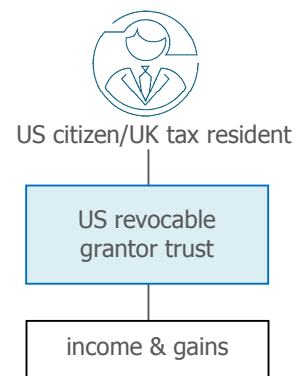 US citizen/UK tax resident
US revocable
grantor trust
income & gains